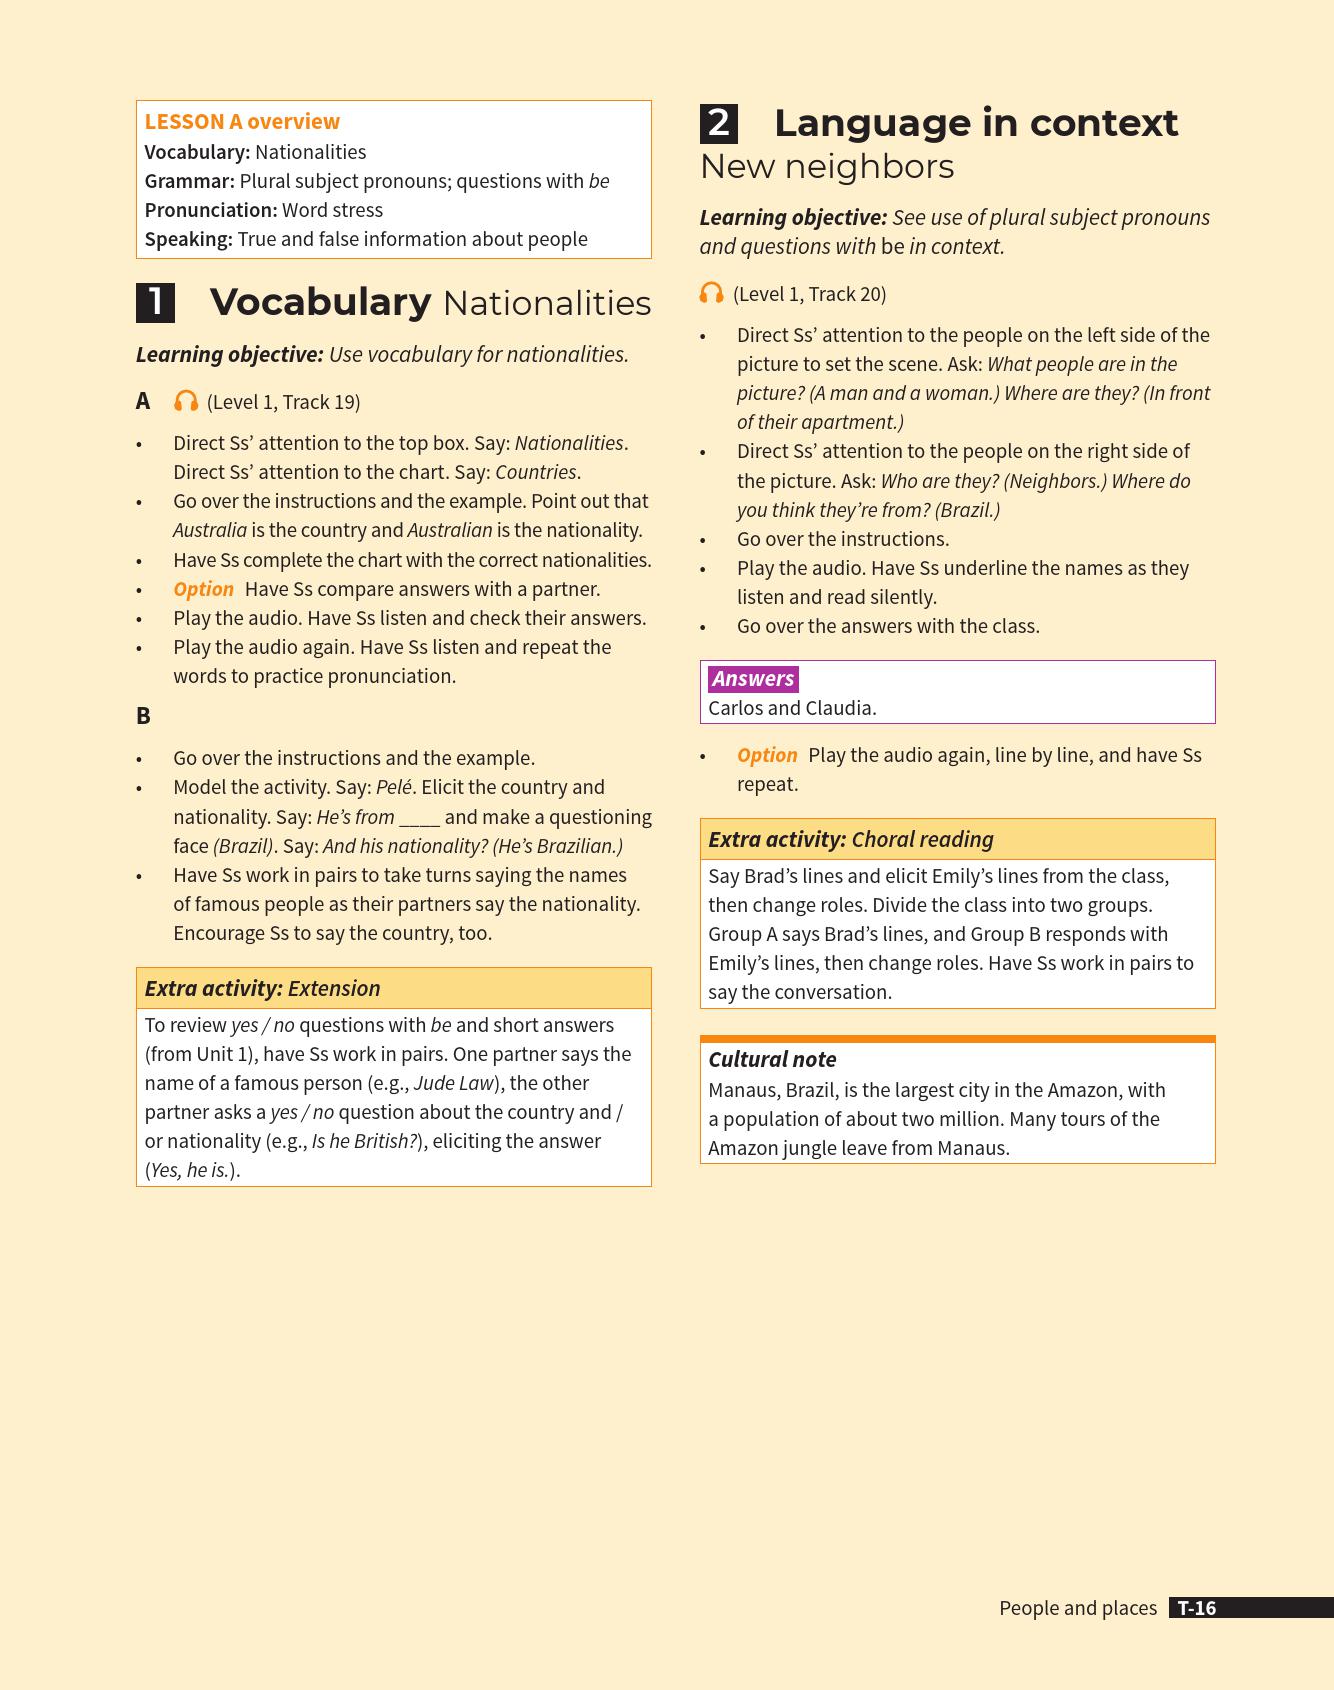 LESSON A overview
Vocabulary: Nationalities
Grammar: Plural subject pronouns; questions with be
Pronunciation: Word stress
Speaking: True and false information about people
1 Vocabulary Nationalities
Learning objective: Use vocabulary for nationalities.
A (Level 1, Track 19)
• Direct Ss’ attention to the top box. Say: Nationalities.
Direct Ss’ attention to the chart. Say: Countries.
• Go over the instructions and the example. Point out that
Australia is the country and Australian is the nationality.
• Have Ss complete the chart with the correct nationalities.
• Option Have Ss compare answers with a partner.
• Play the audio. Have Ss listen and check their answers.
• Play the audio again. Have Ss listen and repeat the
words to practice pronunciation.
B
• Go over the instructions and the example.
• Model the activity. Say: Pelé. Elicit the country and
nationality. Say: He’s from ____ and make a questioning
face (Brazil). Say: And his nationality? (He’s Brazilian.)
• Have Ss work in pairs to take turns saying the names
of famous people as their partners say the nationality.
Encourage Ss to say the country, too.
Extra activity: Extension
To review yes / no questions with be and short answers
(from Unit 1), have Ss work in pairs. One partner says the
name of a famous person (e.g., Jude Law), the other
partner asks a yes / no question about the country and /
or nationality (e.g., Is he British?), eliciting the answer
(Yes, he is.).
2 Language in context
New neighbors
Learning objective: See use of plural subject pronouns
and questions with be in context.
(Level 1, Track 20)
• Direct Ss’ attention to the people on the left side of the
picture to set the scene. Ask: What people are in the
picture? (A man and a woman.) Where are they? (In front
of their apartment.)
• Direct Ss’ attention to the people on the right side of
the picture. Ask: Who are they? (Neighbors.) Where do
you think they’re from? (Brazil.)
• Go over the instructions.
• Play the audio. Have Ss underline the names as they
listen and read silently.
• Go over the answers with the class.
Answers
Carlos and Claudia.
• Option Play the audio again, line by line, and have Ss
repeat.
Extra activity: Choral reading
Say Brad’s lines and elicit Emily’s lines from the class,
then change roles. Divide the class into two groups.
Group A says Brad’s lines, and Group B responds with
Emily’s lines, then change roles. Have Ss work in pairs to
say the conversation.
Cultural note
Manaus, Brazil, is the largest city in the Amazon, with
a population of about two million. Many tours of the
Amazon jungle leave from Manaus.
People and places T-16